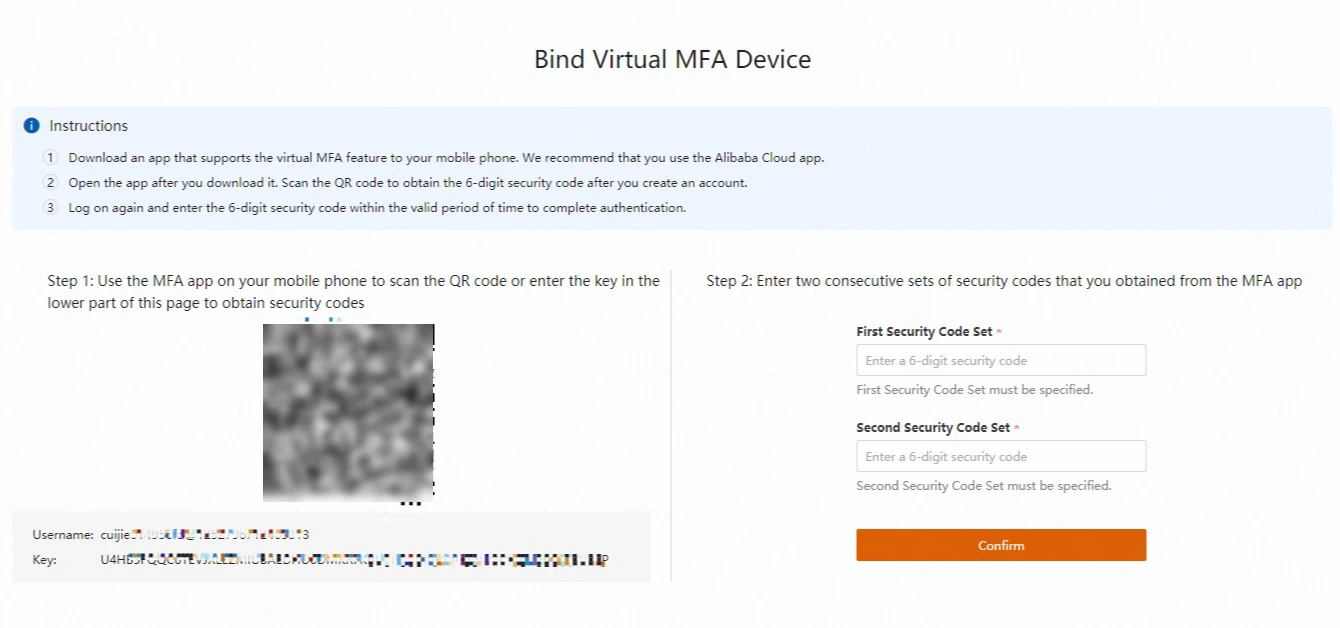 Bind Virtual MFA Device
Instructions
1 Download an app that supports the virtual MFA feature to your mobile phone. We recommend that you use the Alibaba Cloud app.
2 Open the app after you download it. Scan the QR code to obtain the 6-digit security code after you create an account.
3 Log on again and enter the 6-digit security code within the valid period of time to complete authentication.
Step 1: Use the MFA app on your mobile phone to scan the QR code or enter the key in the
lower part of this page to obtain security codes
Username:
Key:
Step 2: Enter two consecutive sets of security codes that you obtained from the MFA app
First Security Code Set *
Enter a 6-digit security code
First Security Code Set must be specified.
Second Security Code Set *
Enter a 6-digit security code
Second Security Code Set must be specified.
Confirm